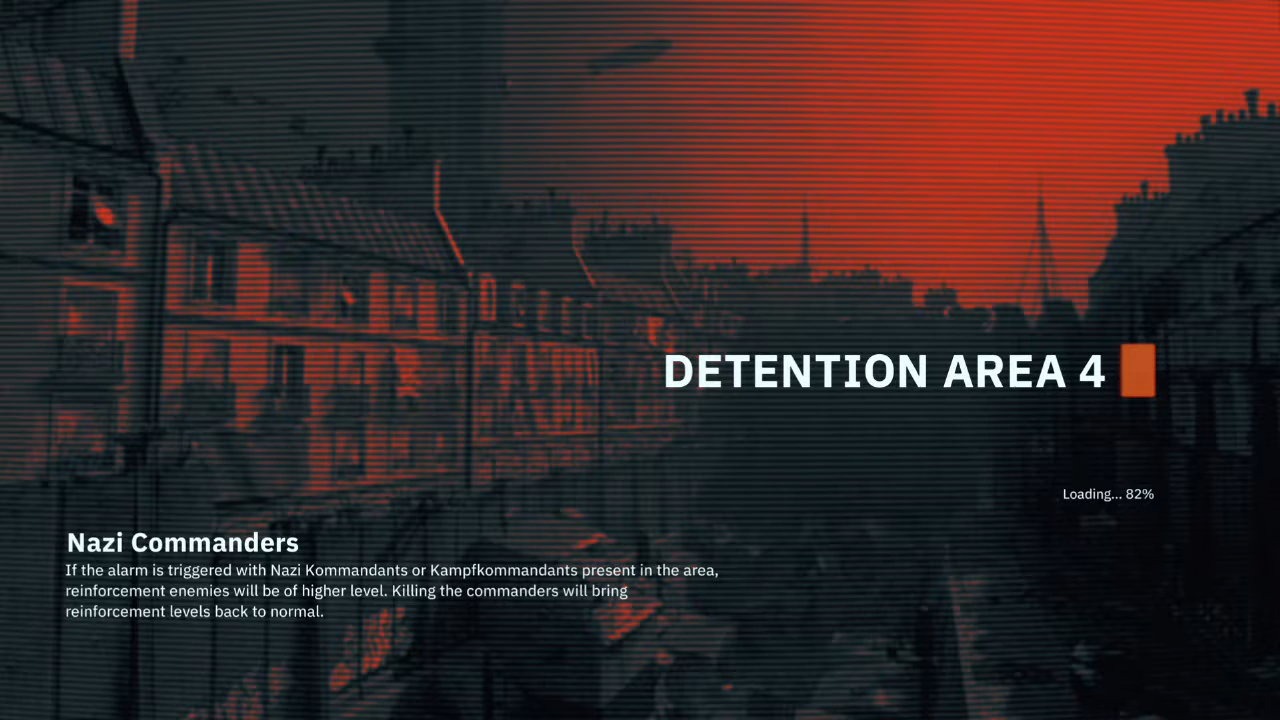 DETENTION AREA 4
Loading... 82%
Nazi Commanders
If the alarm is triggered with Nazi Kommandants or Kampfkommandants present in the area,
reinforcement enemies will be of higher level. Killing the commanders will bring
reinforcement levels back to normal.